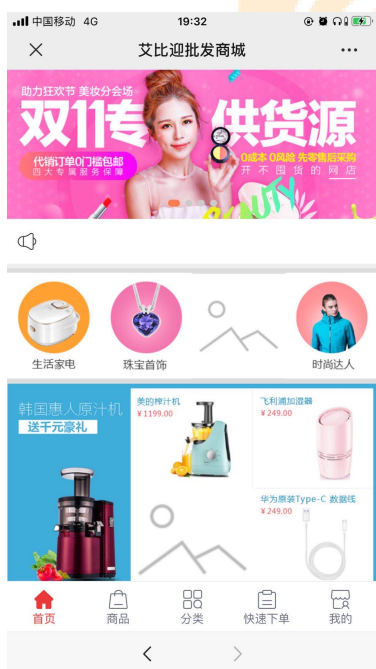 中国移动 4G 19:32
艾比迎批发商城
助力狂欢节 美妆分会场
双11专供货源
代销订单0门槛包邮
四大专属服务保障
0成本 0风险 先零售后采购
开不囤货的网店
BEAUTY
生活家电 珠宝首饰 时尚达人
韩国惠人原汁机
送千元豪礼
美的榨汁机
¥1199.00
飞利浦加湿器
¥249.00
华为原装Type-C 数据线
¥249.00
首页 商品 分类 快速下单 我的